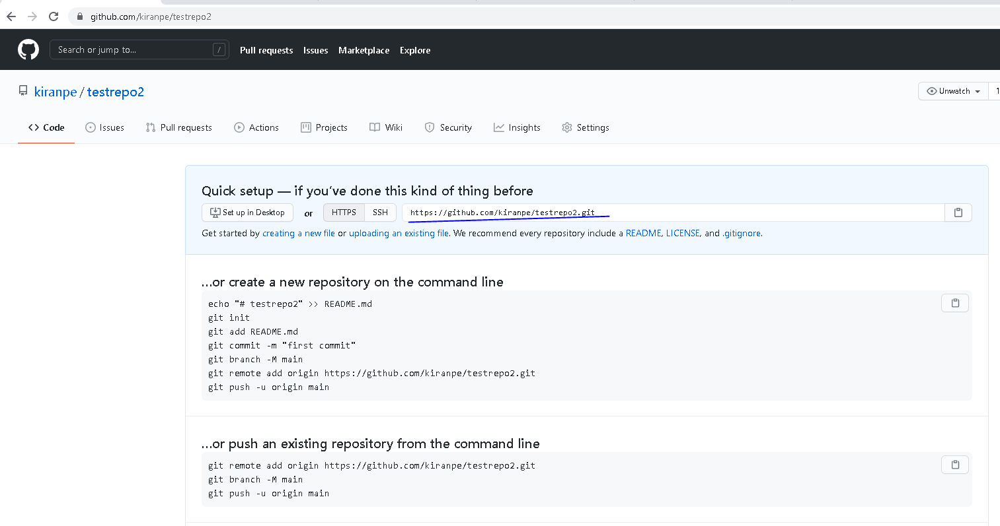 github.com/kiranpe/testrepo2
Search or jump to... /
Pull requests Issues Marketplace Explore
kiranpe / testrepo2
Unwatch 1
Code Issues Pull requests Actions Projects Wiki Security Insights Settings
Quick setup — if you've done this kind of thing before
Set up in Desktop or HTTPS SSH https://github.com/kiranpe/testrepo2.git
Get started by creating a new file or uploading an existing file. We recommend every repository include a README, LICENSE, and .gitignore.
...or create a new repository on the command line
echo "# testrepo2" >> README.md
git init
git add README.md
git commit -m "first commit"
git branch -M main
git remote add origin https://github.com/kiranpe/testrepo2.git
git push -u origin main
...or push an existing repository from the command line
git remote add origin https://github.com/kiranpe/testrepo2.git
git branch -M main
git push -u origin main